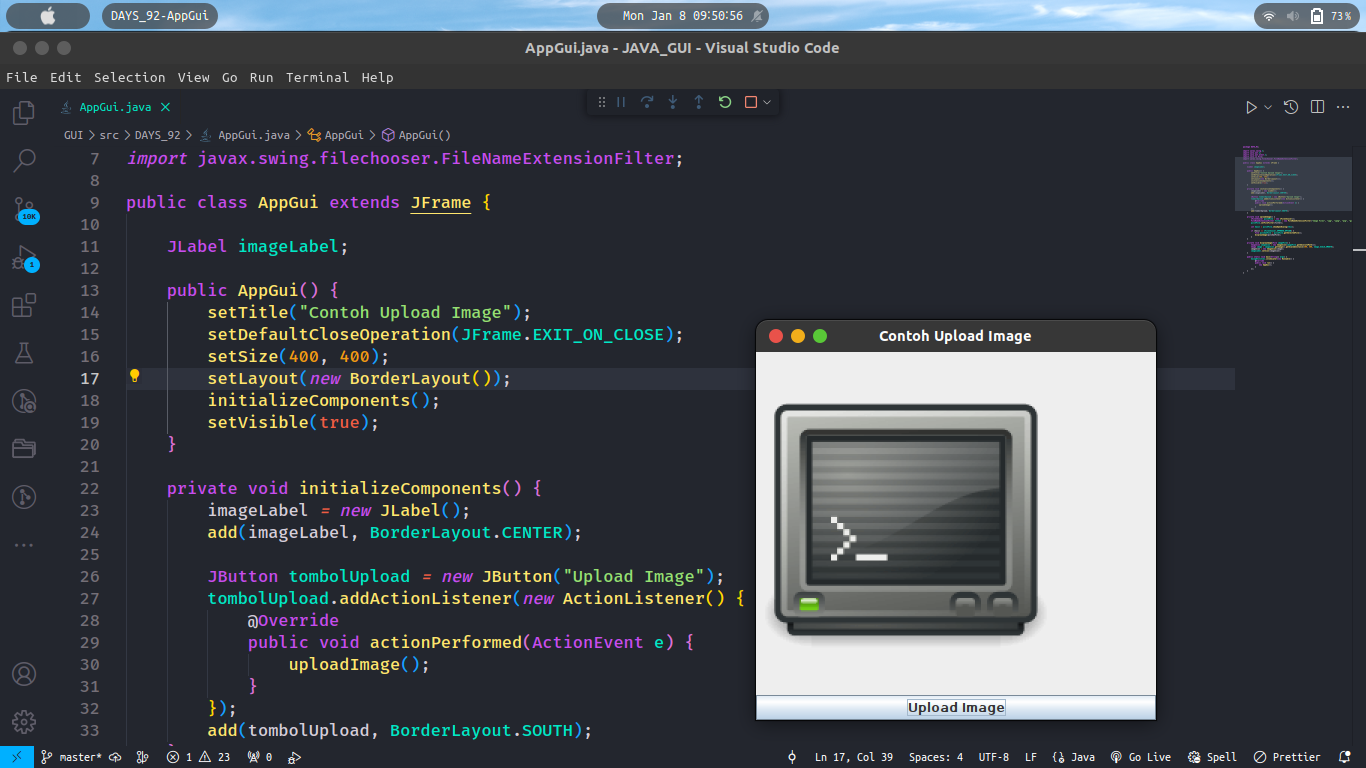 DAYS_92-AppGui
Mon Jan 8 09:50:56
73%
AppGui.java - JAVA_GUI - Visual Studio Code
File Edit Selection View Go Run Terminal Help
AppGui.java
GUI > src > DAYS_92 > AppGui.java > AppGui > AppGui()
10K
1
7 import javax.swing.filechooser.FileNameExtensionFilter;
8
9 public class AppGui extends JFrame {
10
11 JLabel imageLabel;
12
13 public AppGui() {
14 setTitle("Contoh Upload Image");
15 setDefaultCloseOperation(JFrame.EXIT_ON_CLOSE);
16 setSize(400, 400);
17 setLayout(new BorderLayout());
18 initializeComponents();
19 setVisible(true);
20 }
21
22 private void initializeComponents() {
23 imageLabel = new JLabel();
24 add(imageLabel, BorderLayout.CENTER);
25
26 JButton tombolUpload = new JButton("Upload Image");
27 tombolUpload.addActionListener(new ActionListener() {
28 @Override
29 public void actionPerformed(ActionEvent e) {
30 uploadImage();
31 }
32 });
33 add(tombolUpload, BorderLayout.SOUTH);
Contoh Upload Image
>_
Upload Image
master* 1 23 0 Ln 17, Col 39 Spaces: 4 UTF-8 LF {} Java Go Live Spell Prettier